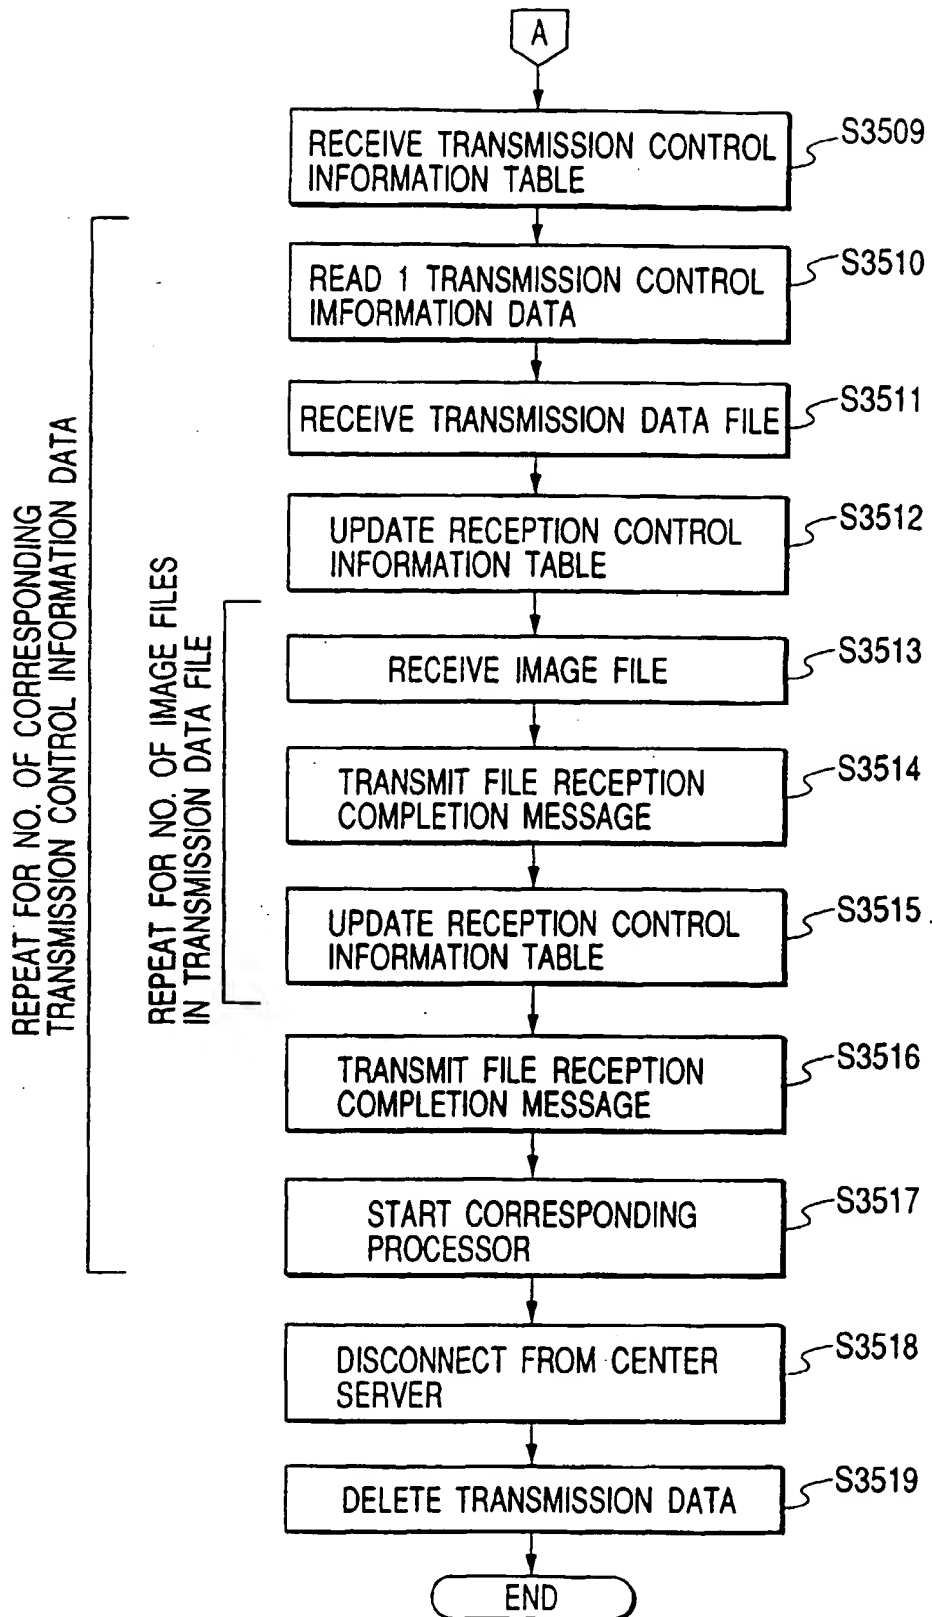 A
RECEIVE TRANSMISSION CONTROL
INFORMATION TABLE
S3509
READ 1 TRANSMISSION CONTROL
IMFORMATION DATA
S3510
RECEIVE TRANSMISSION DATA FILE
S3511
UPDATE RECEPTION CONTROL
INFORMATION TABLE
S3512
RECEIVE IMAGE FILE
S3513
TRANSMIT FILE RECEPTION
COMPLETION MESSAGE
S3514
UPDATE RECEPTION CONTROL
INFORMATION TABLE
S3515
TRANSMIT FILE RECEPTION
COMPLETION MESSAGE
S3516
START CORRESPONDING
PROCESSOR
S3517
DISCONNECT FROM CENTER
SERVER
S3518
DELETE TRANSMISSION DATA
S3519
END
REPEAT FOR NO. OF CORRESPONDING
TRANSMISSION CONTROL INFORMATION DATA
REPEAT FOR NO. OF IMAGE FILES
IN TRANSMISSION DATA FILE